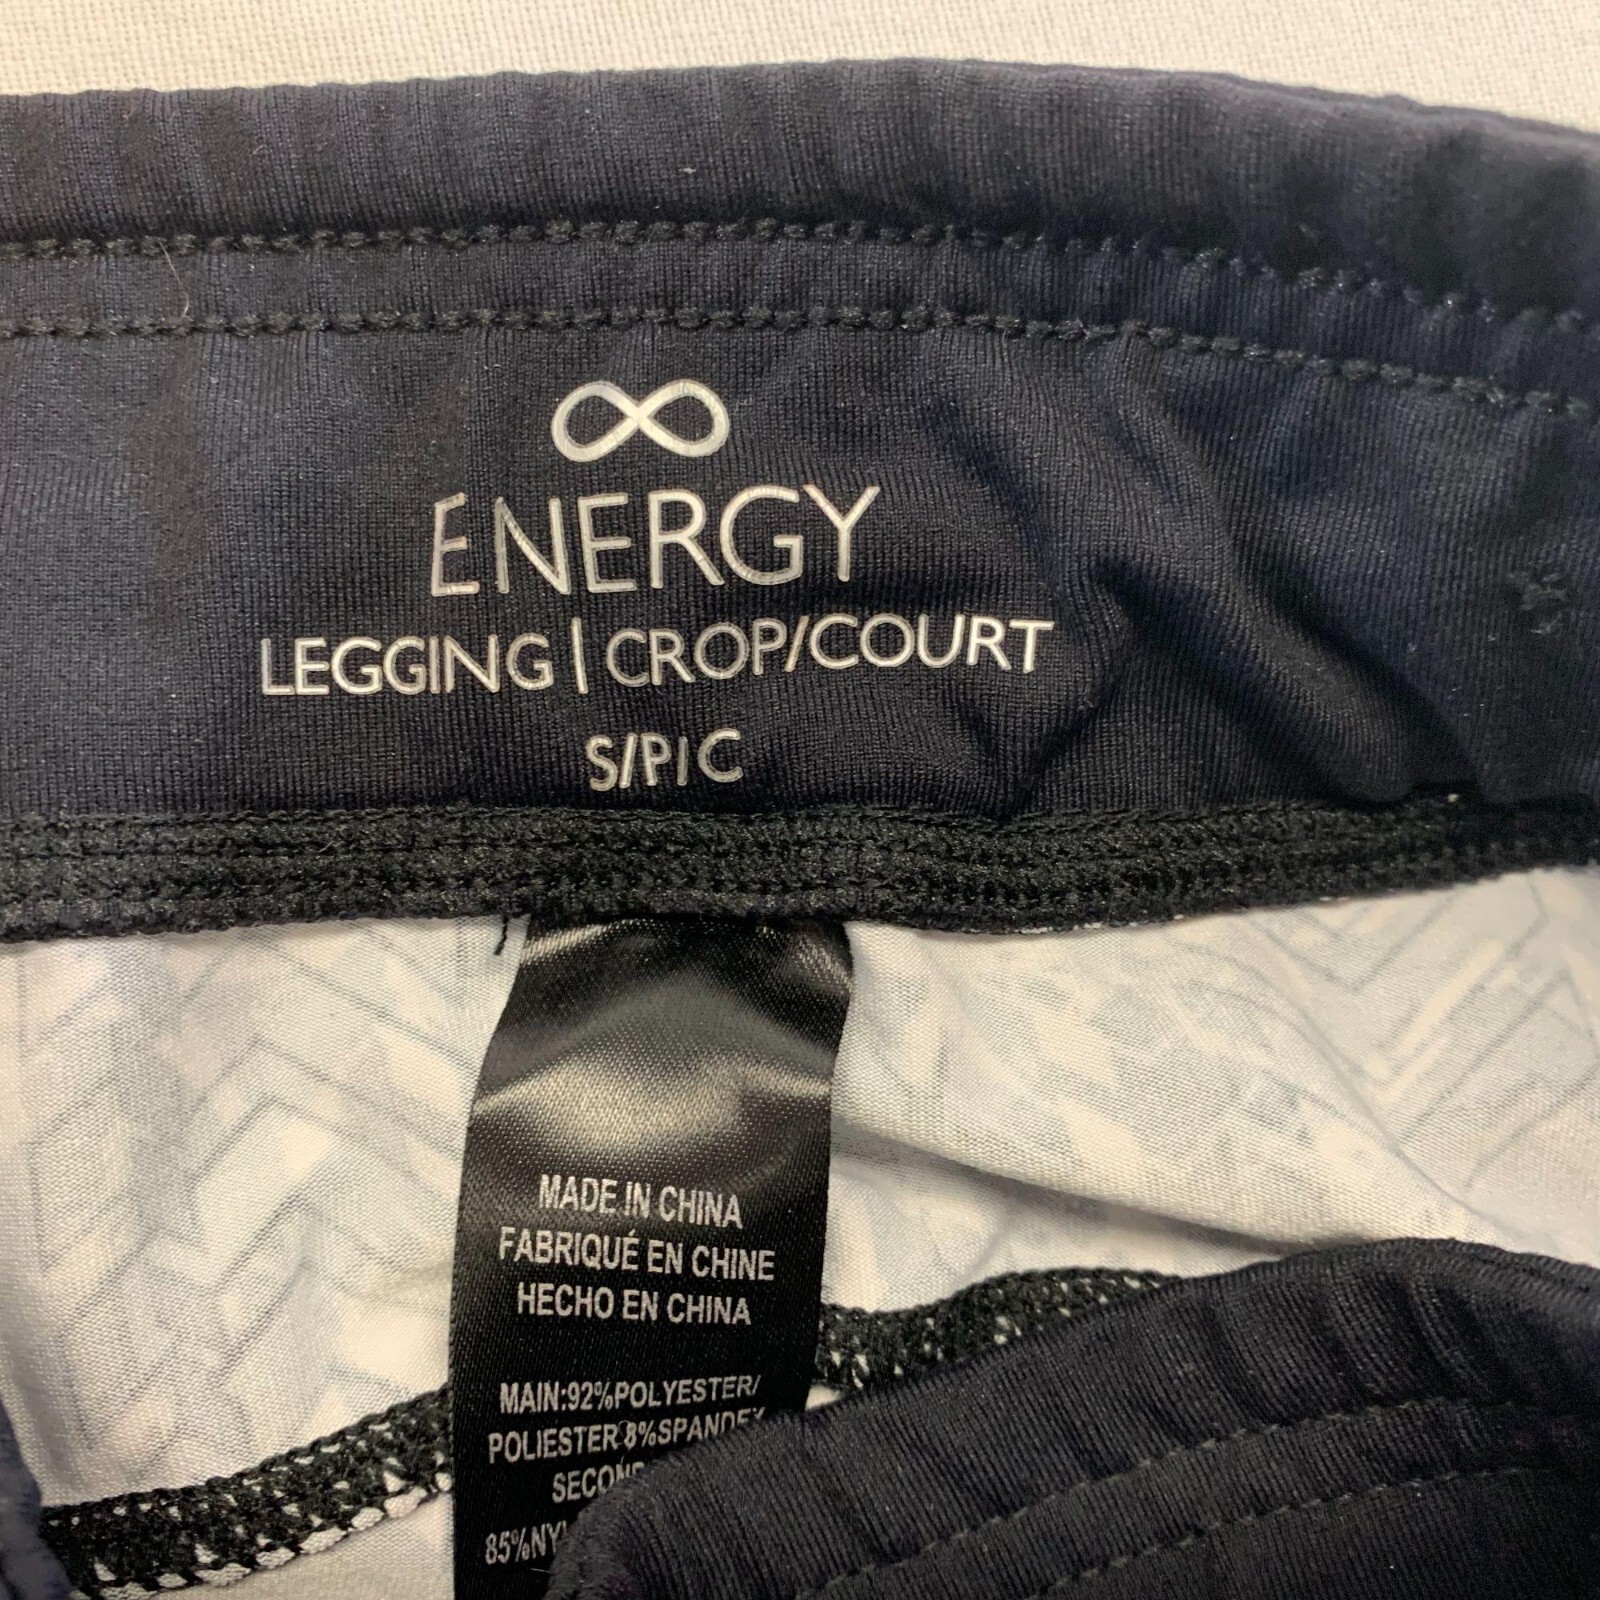 ENERGY
LEGGING | CROP/COURT
S/P/C
MADE IN CHINA
FABRIQUÉ EN CHINE
HECHO EN CHINA
MAIN:92%POLYESTER/
POLIESTER 8%SPANDEX